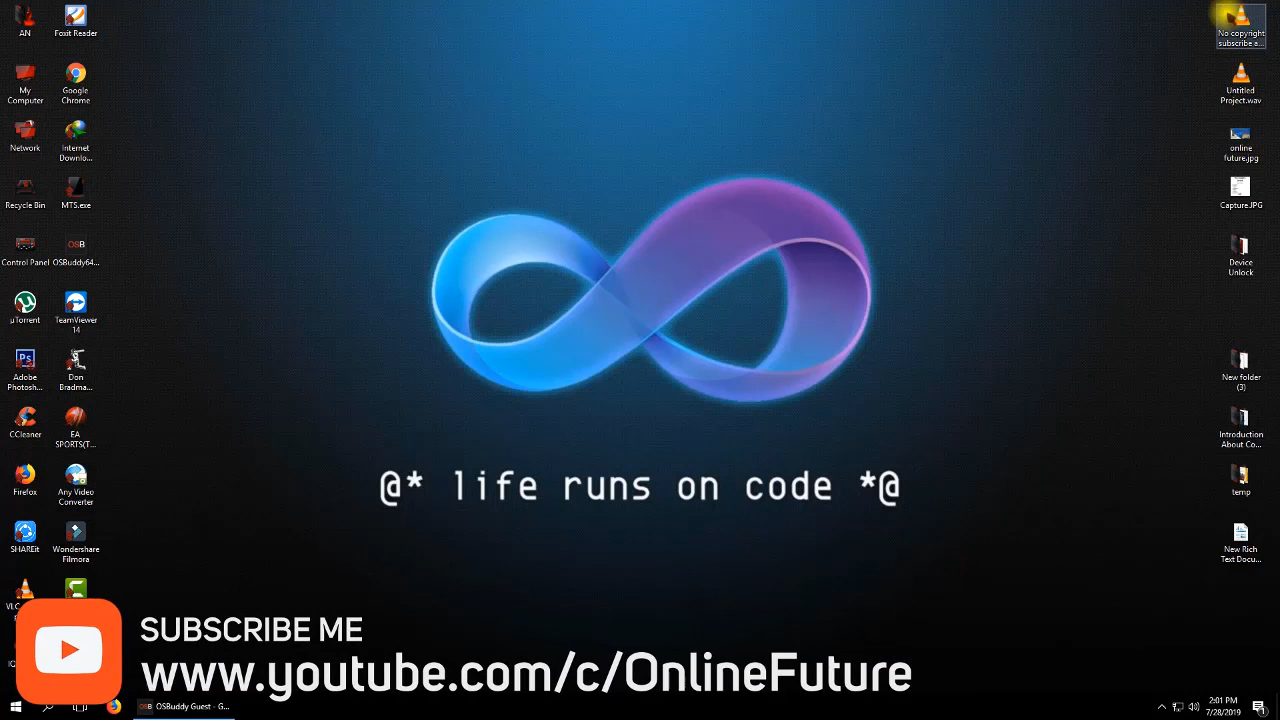 AN
Foxit Reader
My
Computer
Google
Chrome
Network
Internet
Downlo...
Recycle Bin
MTS.exe
Control Panel
OSB
OSBuddy64...
µTorrent
TeamViewer
14
Ps
Adobe
Photosh...
Don
Bradma...
CCleaner
EA
SPORTS(T...
Firefox
Any Video
Converter
SHAREit
Wondershare
Filmora
No copyright
subscribe a...
Untitled
Project.wav
online
future.jpg
Capture.JPG
Device
Unlock
New folder
(3)
Introduction
About Co...
temp
New Rich
Text Docu...
@* life runs on code *@
SUBSCRIBE ME
www.youtube.com/c/OnlineFuture
OSB OSBuddy Guest - G...
2:01 PM
7/28/2019
1